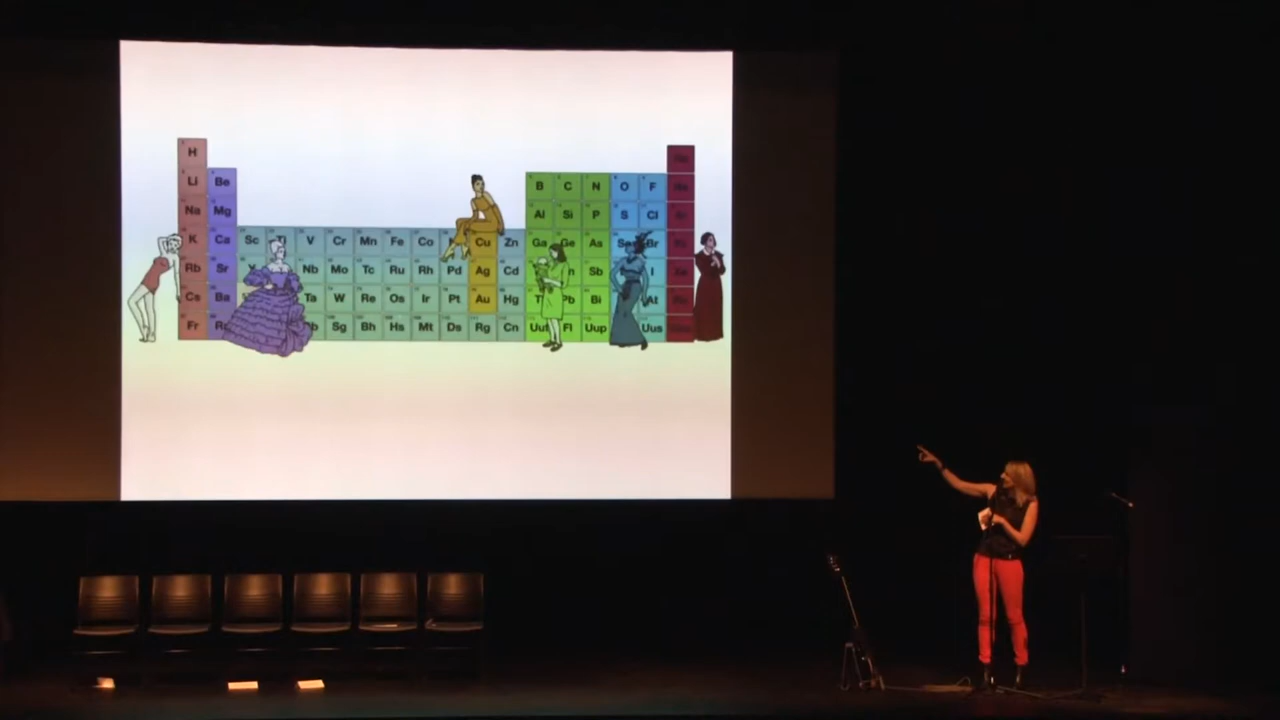 H
Li Be B C N O F
Na Mg Al Si P S Cl
K Ca Sc V Cr Mn Fe Co Cu Zn Ga Ge As Br
Rb Sr Nb Mo Tc Ru Rh Pd Ag Cd Sb I
Cs Ba Ta W Re Os Ir Pt Au Hg Pb Bi At
Fr Sg Bh Hs Mt Ds Rg Cn Uut Fl Uup Uus